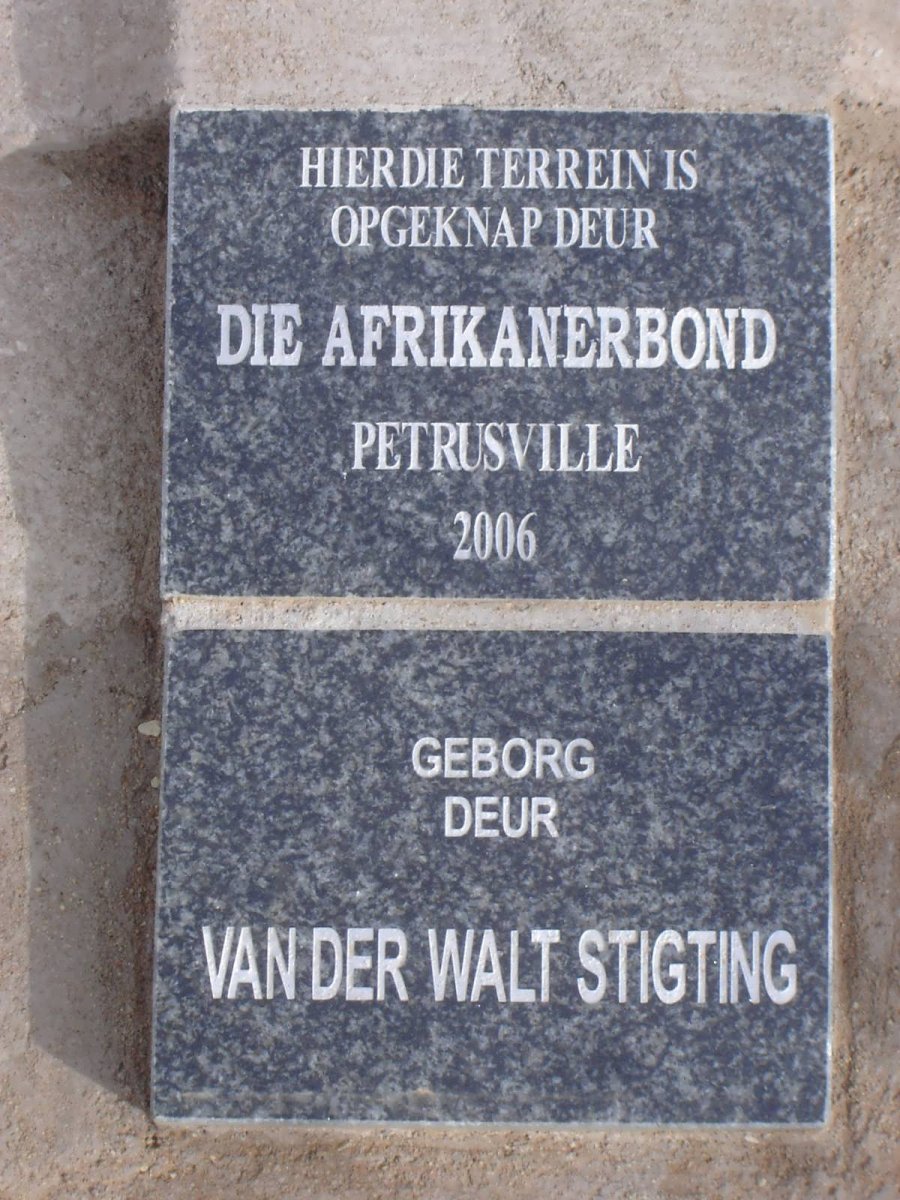 HIERDIE TERREIN IS
OPGEKNAP DEUR
DIE AFRIKANERBOND
PETRUSVILLE
2006
GEBORG
DEUR
VAN DER WALT STIGTING